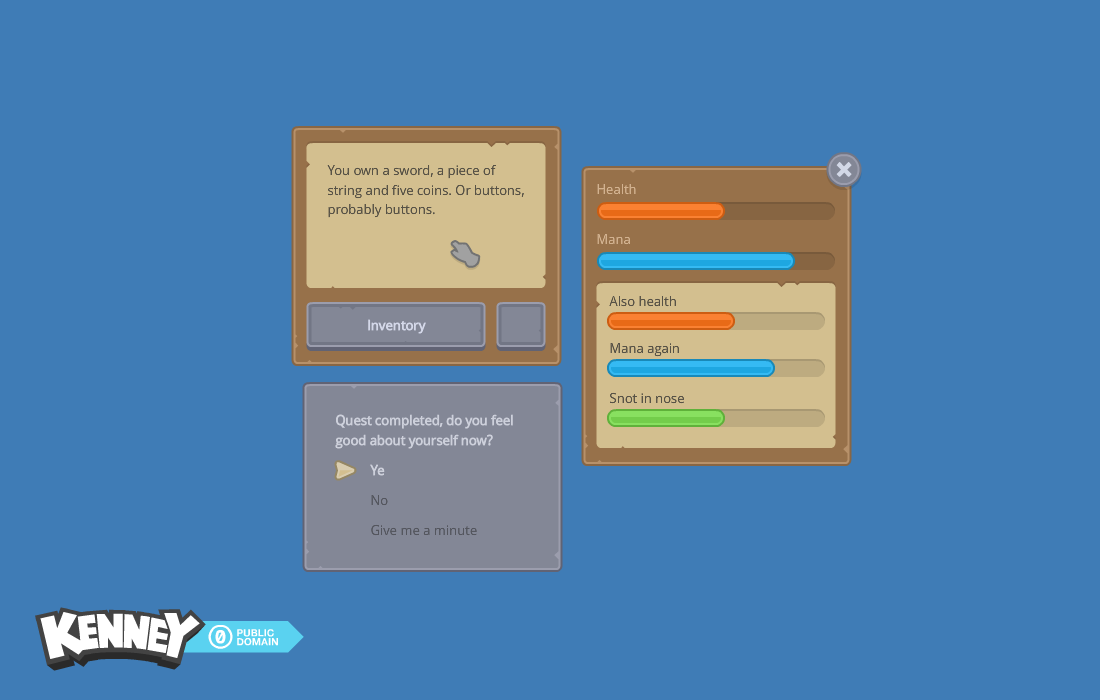 You own a sword, a piece of
string and five coins. Or buttons,
probably buttons.
Inventory
Health
Mana
Also health
Mana again
Snot in nose
Quest completed, do you feel
good about yourself now?
Ye
No
Give me a minute
KENNEY
0 PUBLIC
DOMAIN